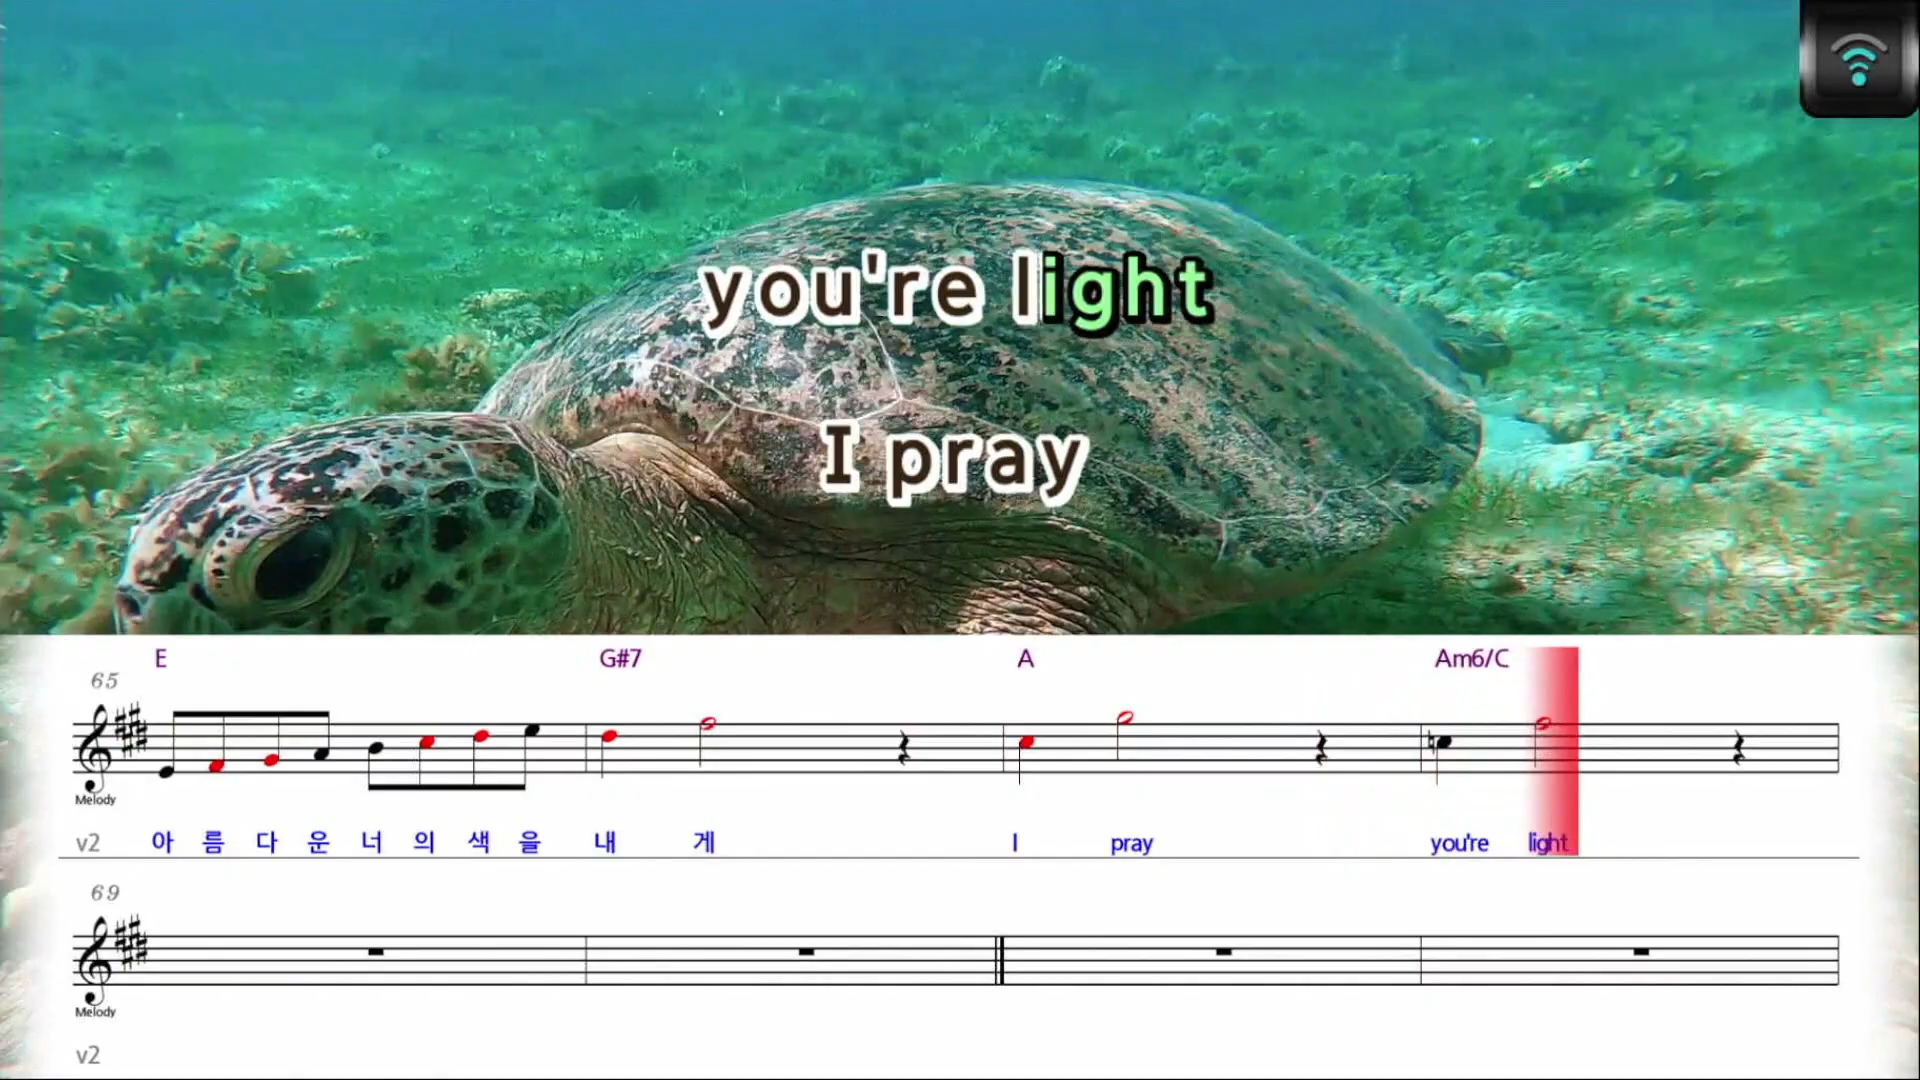 you're light
I pray
E G#7 A Am6/C
65
Melody
v2 아 름 다 운 너 의 색 을 내 게 I pray you're light
69
Melody
v2